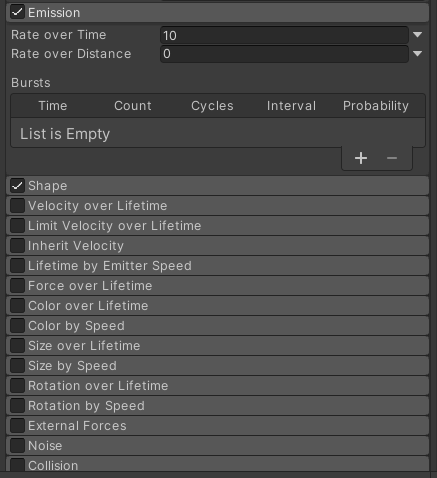 Emission
Rate over Time 10
Rate over Distance 0
Bursts
Time Count Cycles Interval Probability
List is Empty
+ −
Shape
Velocity over Lifetime
Limit Velocity over Lifetime
Inherit Velocity
Lifetime by Emitter Speed
Force over Lifetime
Color over Lifetime
Color by Speed
Size over Lifetime
Size by Speed
Rotation over Lifetime
Rotation by Speed
External Forces
Noise
Collision